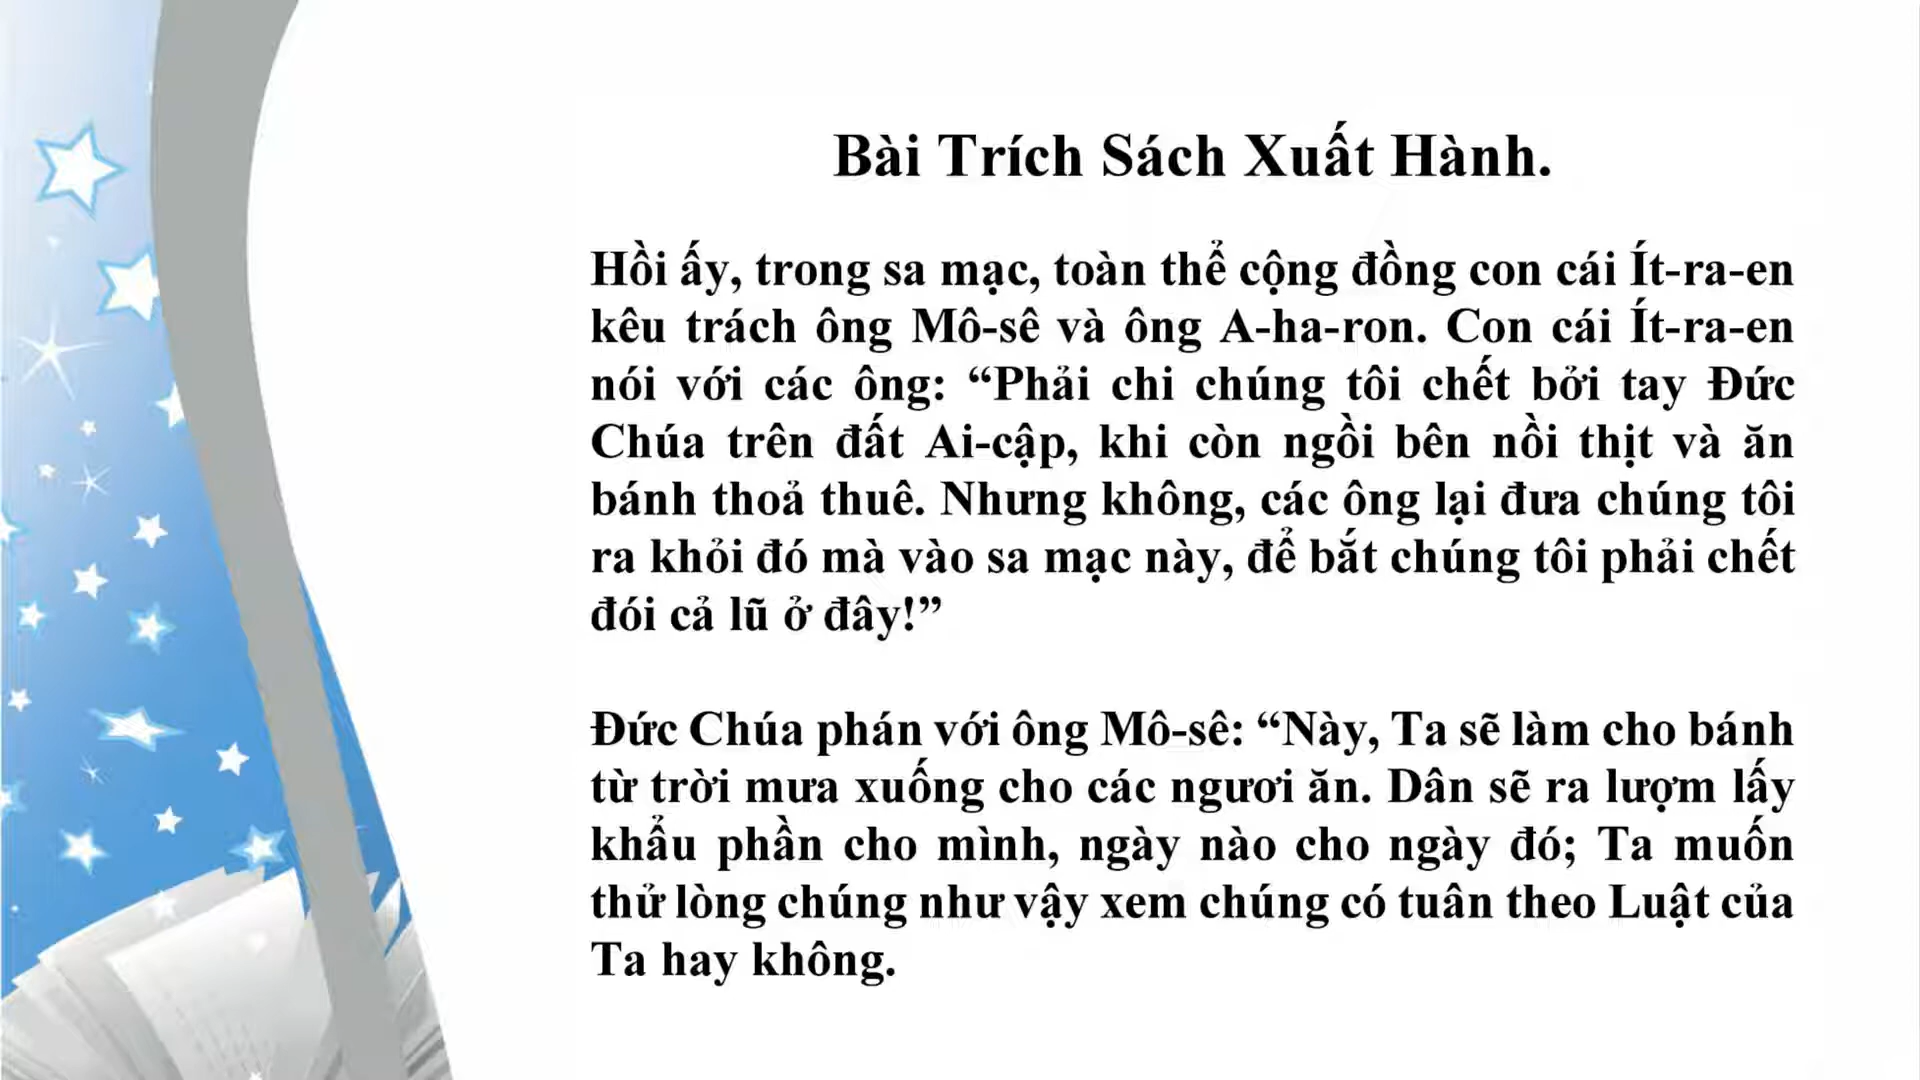 Bài Trích Sách Xuất Hành.
Hồi ấy, trong sa mạc, toàn thể cộng đồng con cái Ít-ra-en
kêu trách ông Mô-sê và ông A-ha-ron. Con cái Ít-ra-en
nói với các ông: “Phải chi chúng tôi chết bởi tay Đức
Chúa trên đất Ai-cập, khi còn ngồi bên nồi thịt và ăn
bánh thoả thuê. Nhưng không, các ông lại đưa chúng tôi
ra khỏi đó mà vào sa mạc này, để bắt chúng tôi phải chết
đói cả lũ ở đây!”
Đức Chúa phán với ông Mô-sê: “Này, Ta sẽ làm cho bánh
từ trời mưa xuống cho các ngươi ăn. Dân sẽ ra lượm lấy
khẩu phần cho mình, ngày nào cho ngày đó; Ta muốn
thử lòng chúng như vậy xem chúng có tuân theo Luật của
Ta hay không.